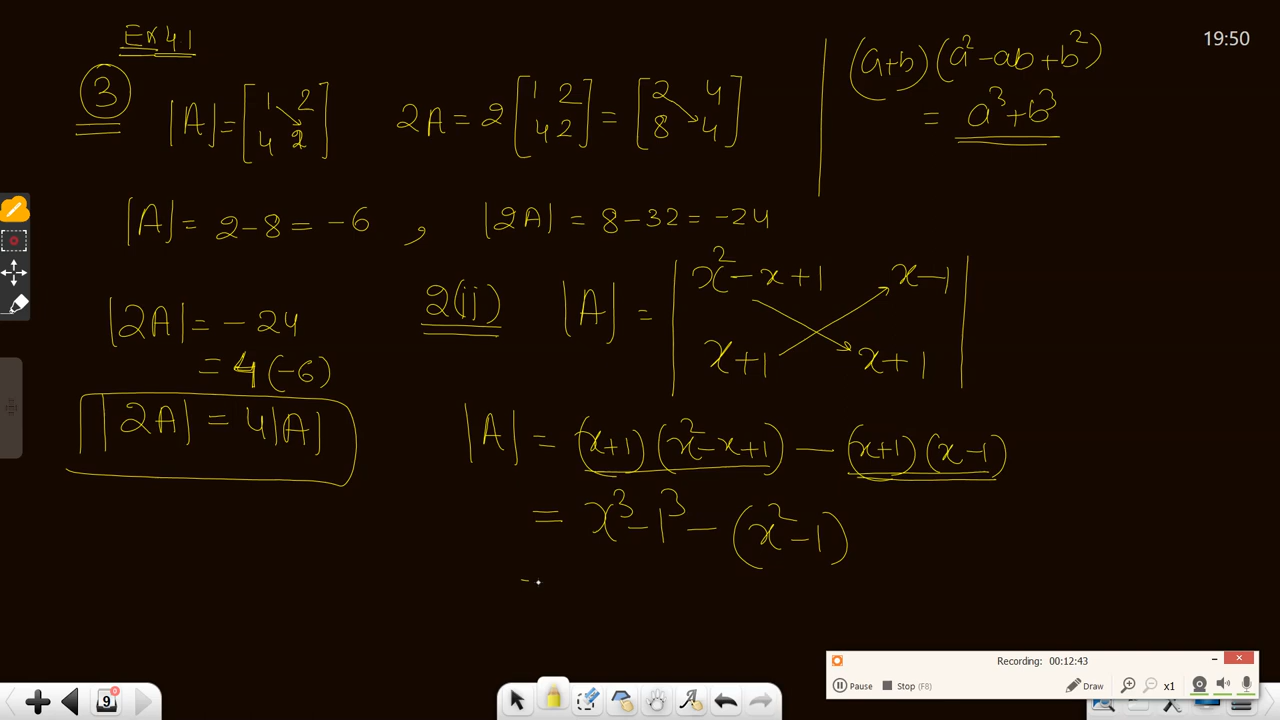 Ex 4.1
19:50
③ |A| = [1 2 4 2] 2A = 2 [1 2 4 2] = [2 4 8 4]
(a+b) (a²-ab+b²)
= a³+b³
|A| = 2-8 = -6 , |2A| = 8-32 = -24
|2A| = -24
= 4 (-6)
|2A| = 4|A|
2(ii) |A| = | x²-x+1 x-1
x+1 x+1 |
|A| = (x+1) (x²-x+1) - (x+1) (x-1)
= x³-1³ - (x²-1)
Recording: 00:12:43
Pause Stop (F8) Draw x1
9
8